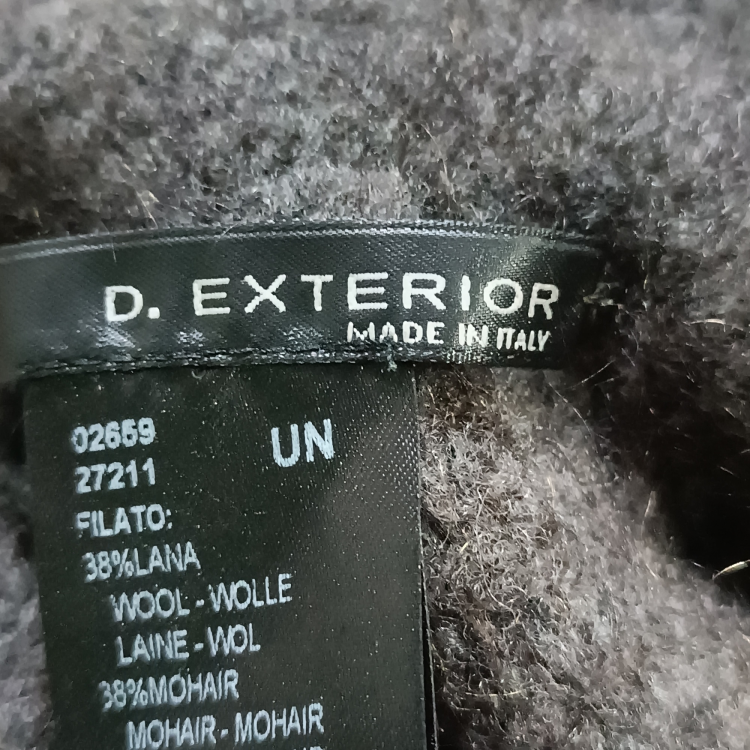 D. EXTERIOR
MADE IN ITALY
02659
27211
UN
FILATO:
38%LANA
WOOL - WOLLE
LAINE - WOL
38%MOHAIR
MOHAIR - MOHAIR